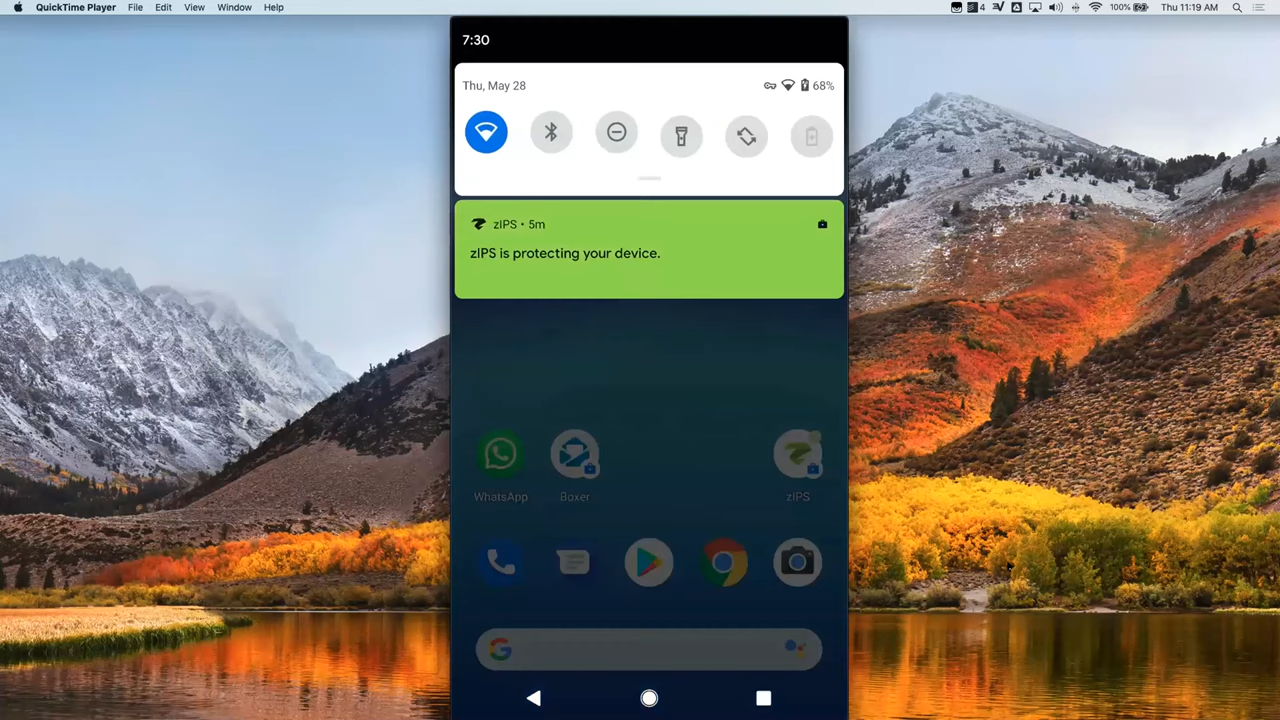 QuickTime Player File Edit View Window Help 4 100% Thu 11:19 AM
7:30
Thu, May 28 68%
zIPS • 5m
zIPS is protecting your device.
WhatsApp Boxer zIPS